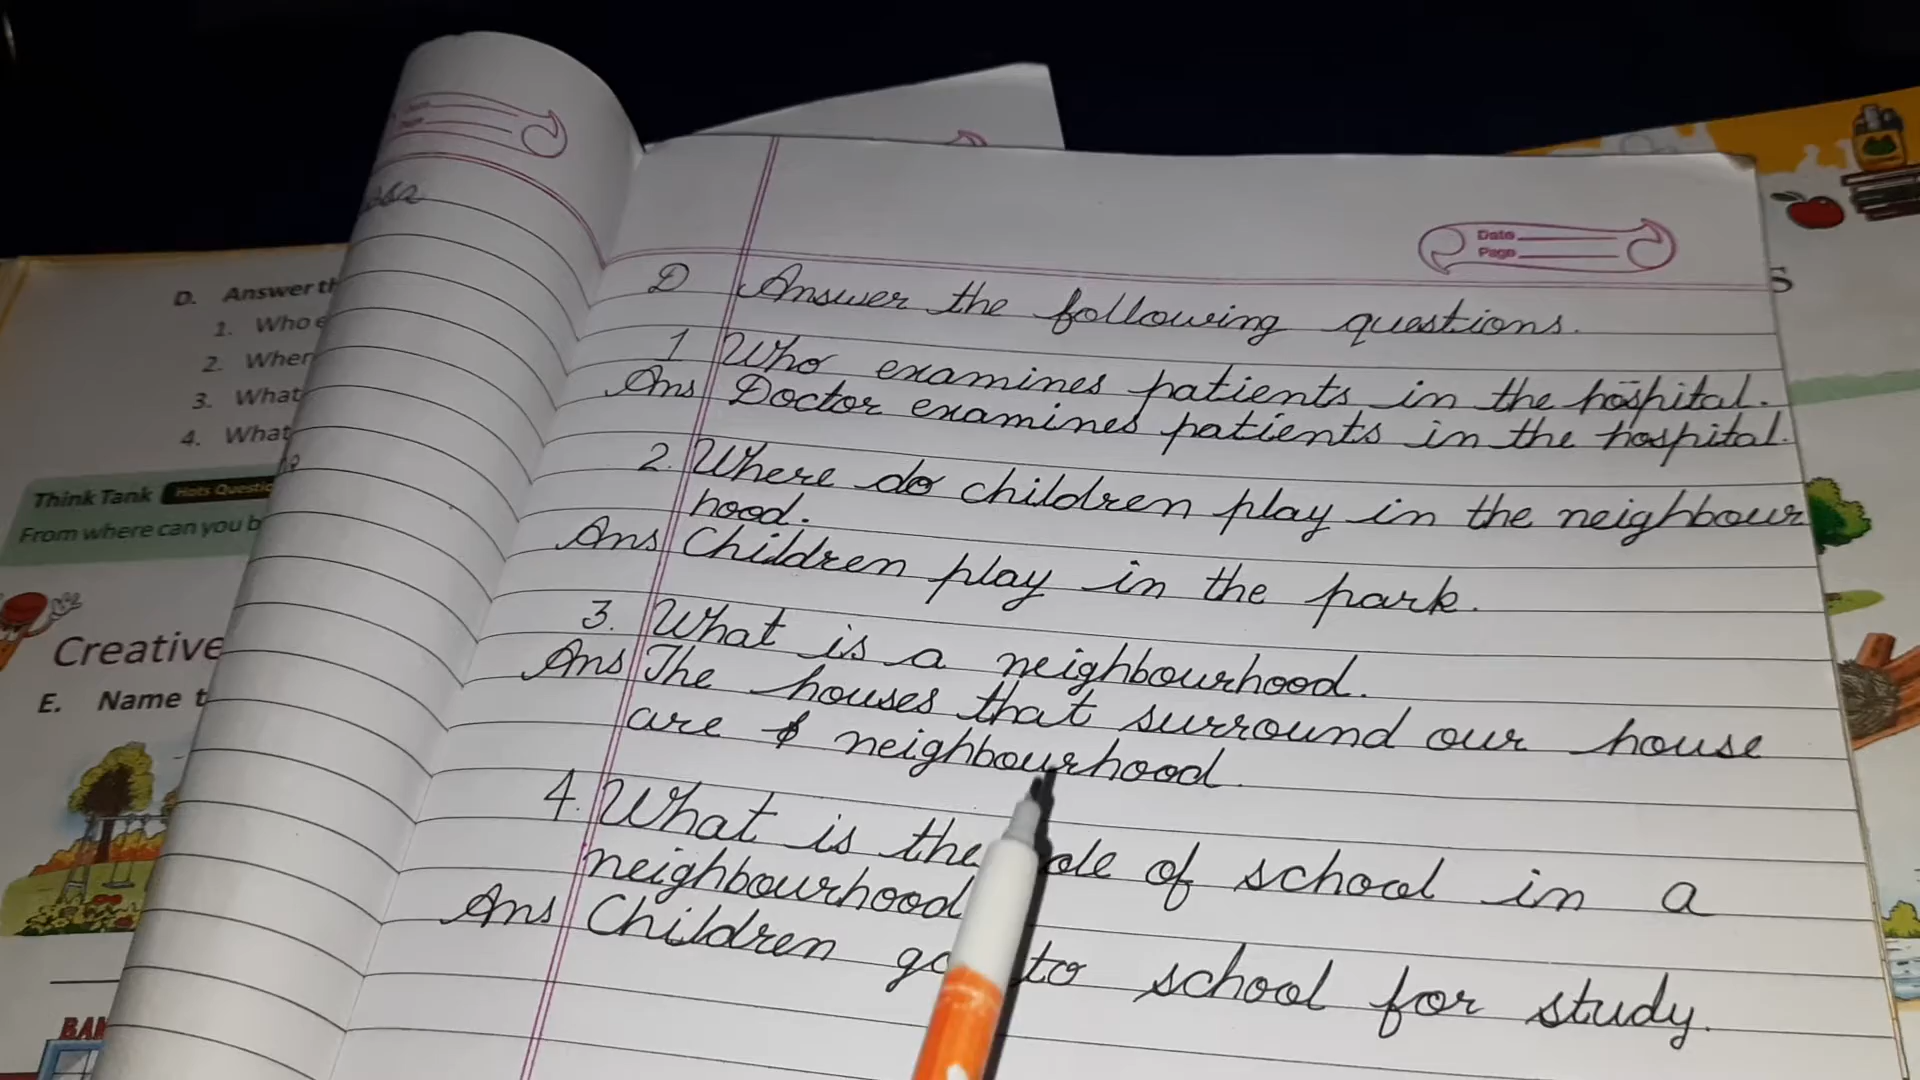 D Answer the following questions.
1 Who examines patients in the hospital.
Ans Doctor examines patients in the hospital.
2. Where do children play in the neighbour
hood.
Ans Children play in the park.
3. What is a neighbourhood.
Ans The houses that surround our house
are neighbourhood.
4. What is the of school in a
neighbourhood
Ans Children go to school for study.
Date
Page
D. Answer
1. Who
2.
3. What
4. What
Think Tank Hots
From where can you
Creative
E. Name